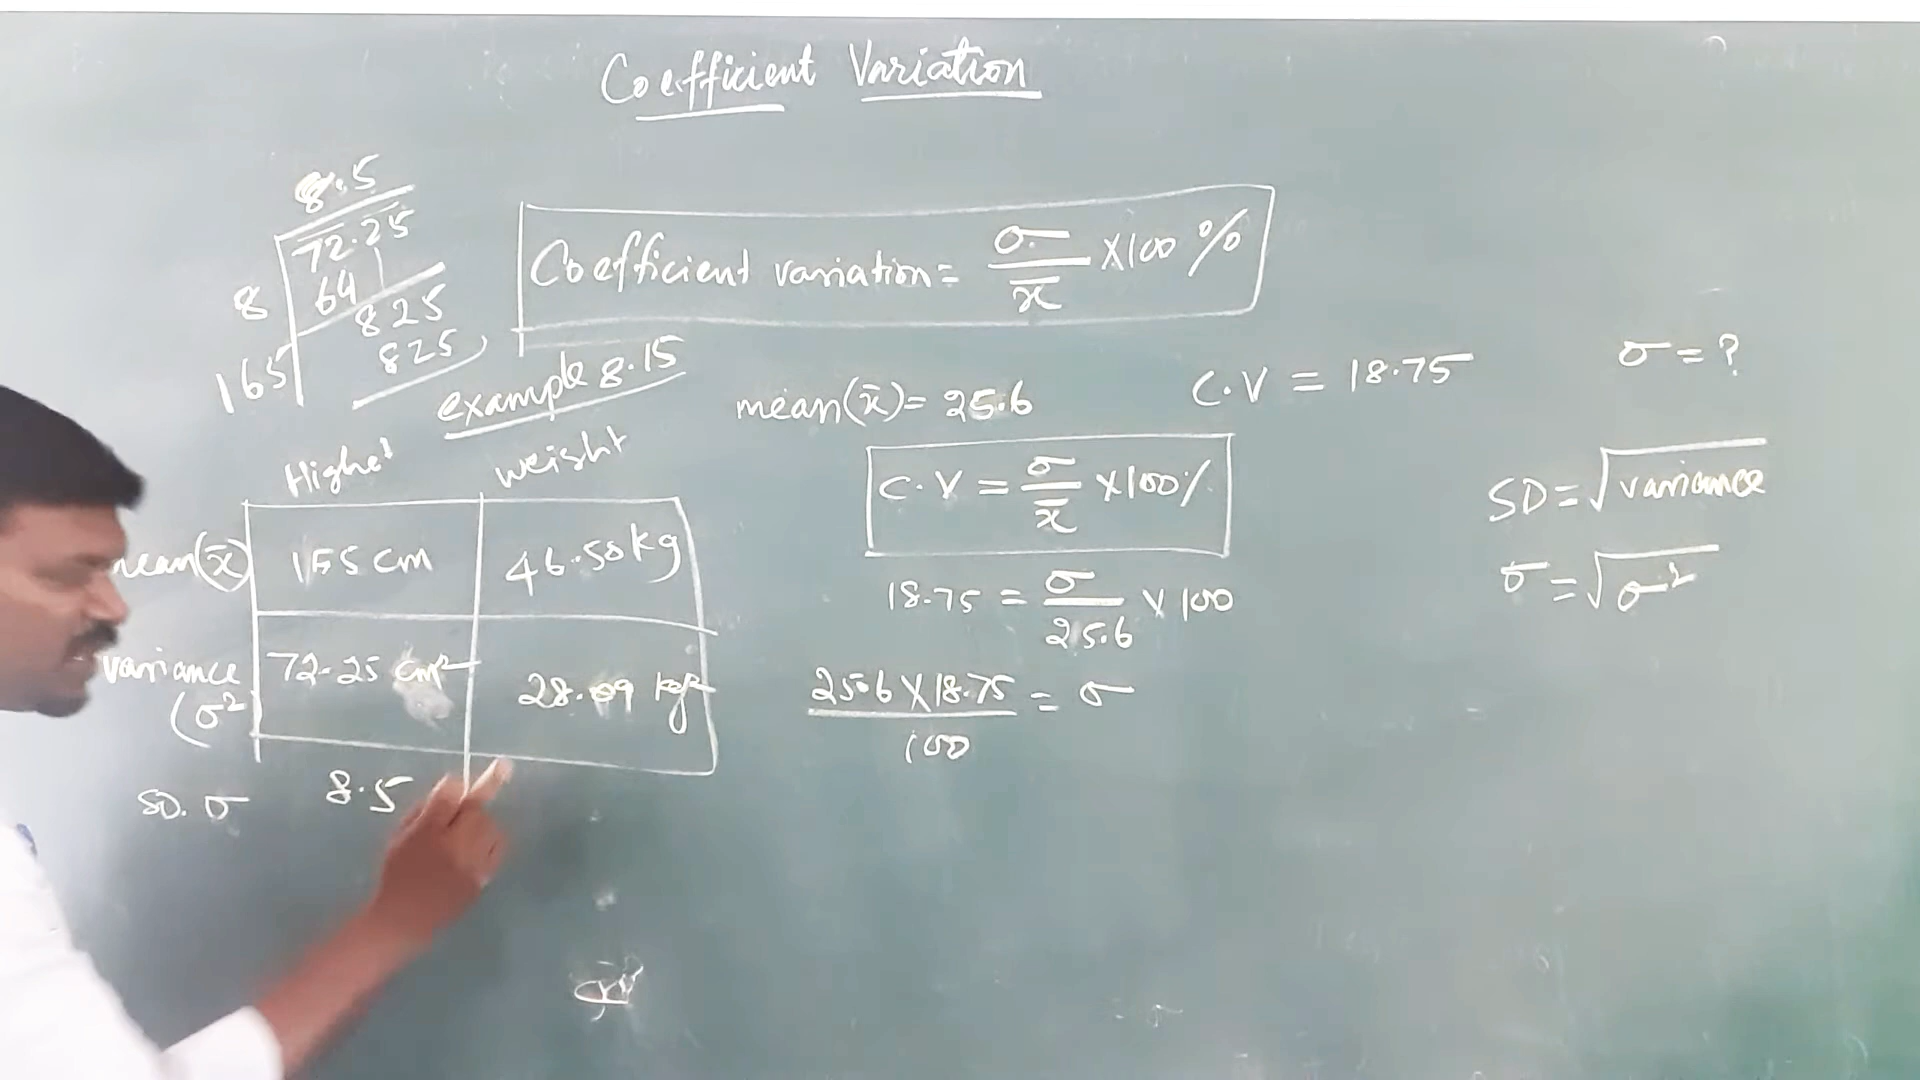 Coefficient Variation
8.5
72.25
8 64
825
165 825
Coefficient variation = σ/x̄ ×100 %
example 8.15
mean(x̄) = 25.6
C.V = 18.75
σ = ?
Highet weight
mean(x̄) 155 cm 46.50 kg
variance (σ² 72.25 cm² 28.09 kg²
SD. σ 8.5
C.V = σ/x̄ ×100%
18.75 = σ/25.6 × 100
25.6 × 18.75 / 100 = σ
SD = √variance
σ = √σ²